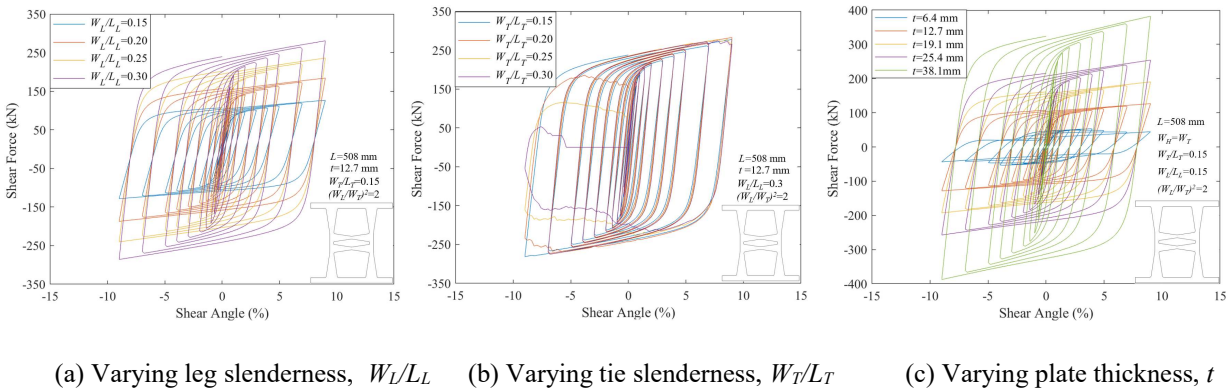 W_L/L_L=0.15
W_L/L_L=0.20
W_L/L_L=0.25
W_L/L_L=0.30
350
250
150
50
-50
-150
-250
-350
Shear Force (kN)
L=508 mm
t=12.7 mm
W_T/L_T=0.15
(W_L/W_T)²=2
-15 -10 -5 0 5 10 15
Shear Angle (%)
W_T/L_T=0.15
W_T/L_T=0.20
W_T/L_T=0.25
W_T/L_T=0.30
350
250
150
50
-50
-150
-250
-350
Shear Force (kN)
L=508 mm
t=12.7 mm
W_L/L_L=0.3
(W_L/W_T)²=2
-15 -10 -5 0 5 10 15
Shear Angle (%)
t=6.4 mm
t=12.7 mm
t=19.1 mm
t=25.4 mm
t=38.1mm
400
300
200
100
0
-100
-200
-300
-400
Shear Force (kN)
L=508 mm
W_H=W_T
W_T/L_T=0.15
W_L/L_L=0.15
(W_L/W_T)²=2
-15 -10 -5 0 5 10 15
Shear Angle (%)
(a) Varying leg slenderness, W_L/L_L
(b) Varying tie slenderness, W_T/L_T
(c) Varying plate thickness, t